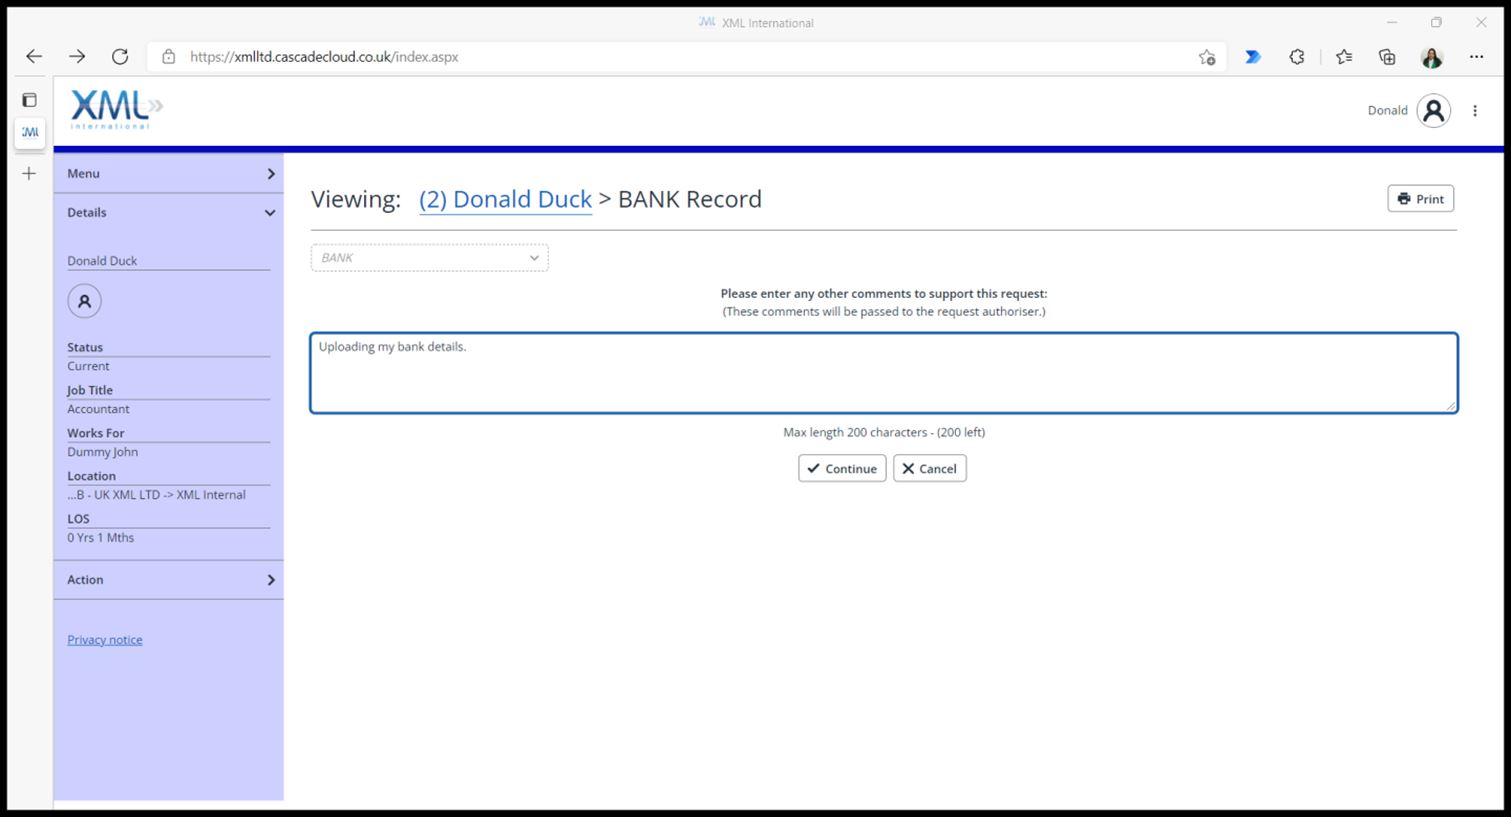 XML International
https://xmlltd.cascadecloud.co.uk/index.aspx
XML
international
Donald
Menu
Details
Donald Duck
Status
Current
Job Title
Accountant
Works For
Dummy John
Location
...B - UK XML LTD -> XML Internal
LOS
0 Yrs 1 Mths
Action
Privacy notice
Viewing: (2) Donald Duck > BANK Record
Print
BANK
Please enter any other comments to support this request:
(These comments will be passed to the request authoriser.)
Uploading my bank details.
Max length 200 characters - (200 left)
Continue Cancel